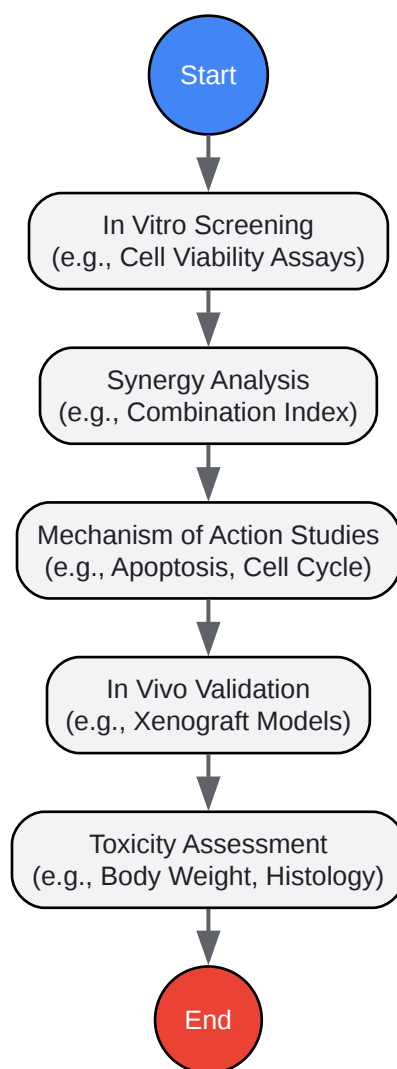 Start
In Vitro Screening
(e.g., Cell Viability Assays)
Synergy Analysis
(e.g., Combination Index)
Mechanism of Action Studies
(e.g., Apoptosis, Cell Cycle)
In Vivo Validation
(e.g., Xenograft Models)
Toxicity Assessment
(e.g., Body Weight, Histology)
End